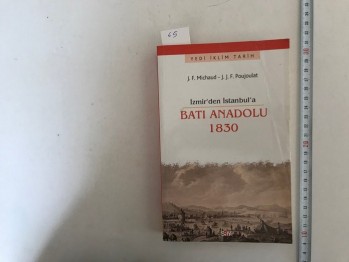 65
YEDİ İKLİM TARİH
J. F. Michaud - J. J. F. Poujoulat
İzmir'den İstanbul'a
BATI ANADOLU
1830